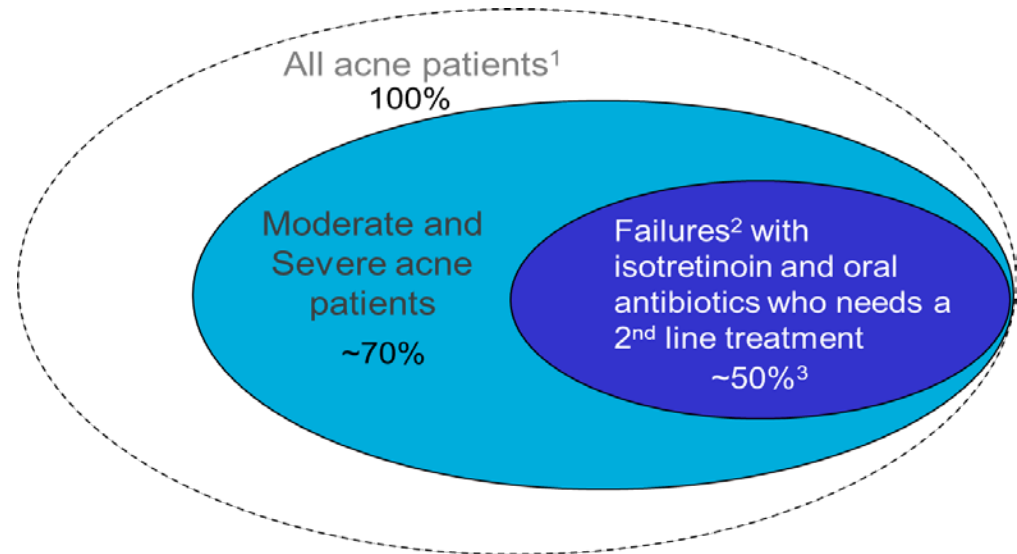 All acne patients¹
100%
Moderate and
Severe acne
patients
~70%
Failures² with
isotretinoin and oral
antibiotics who needs a
2ⁿᵈ line treatment
~50%³